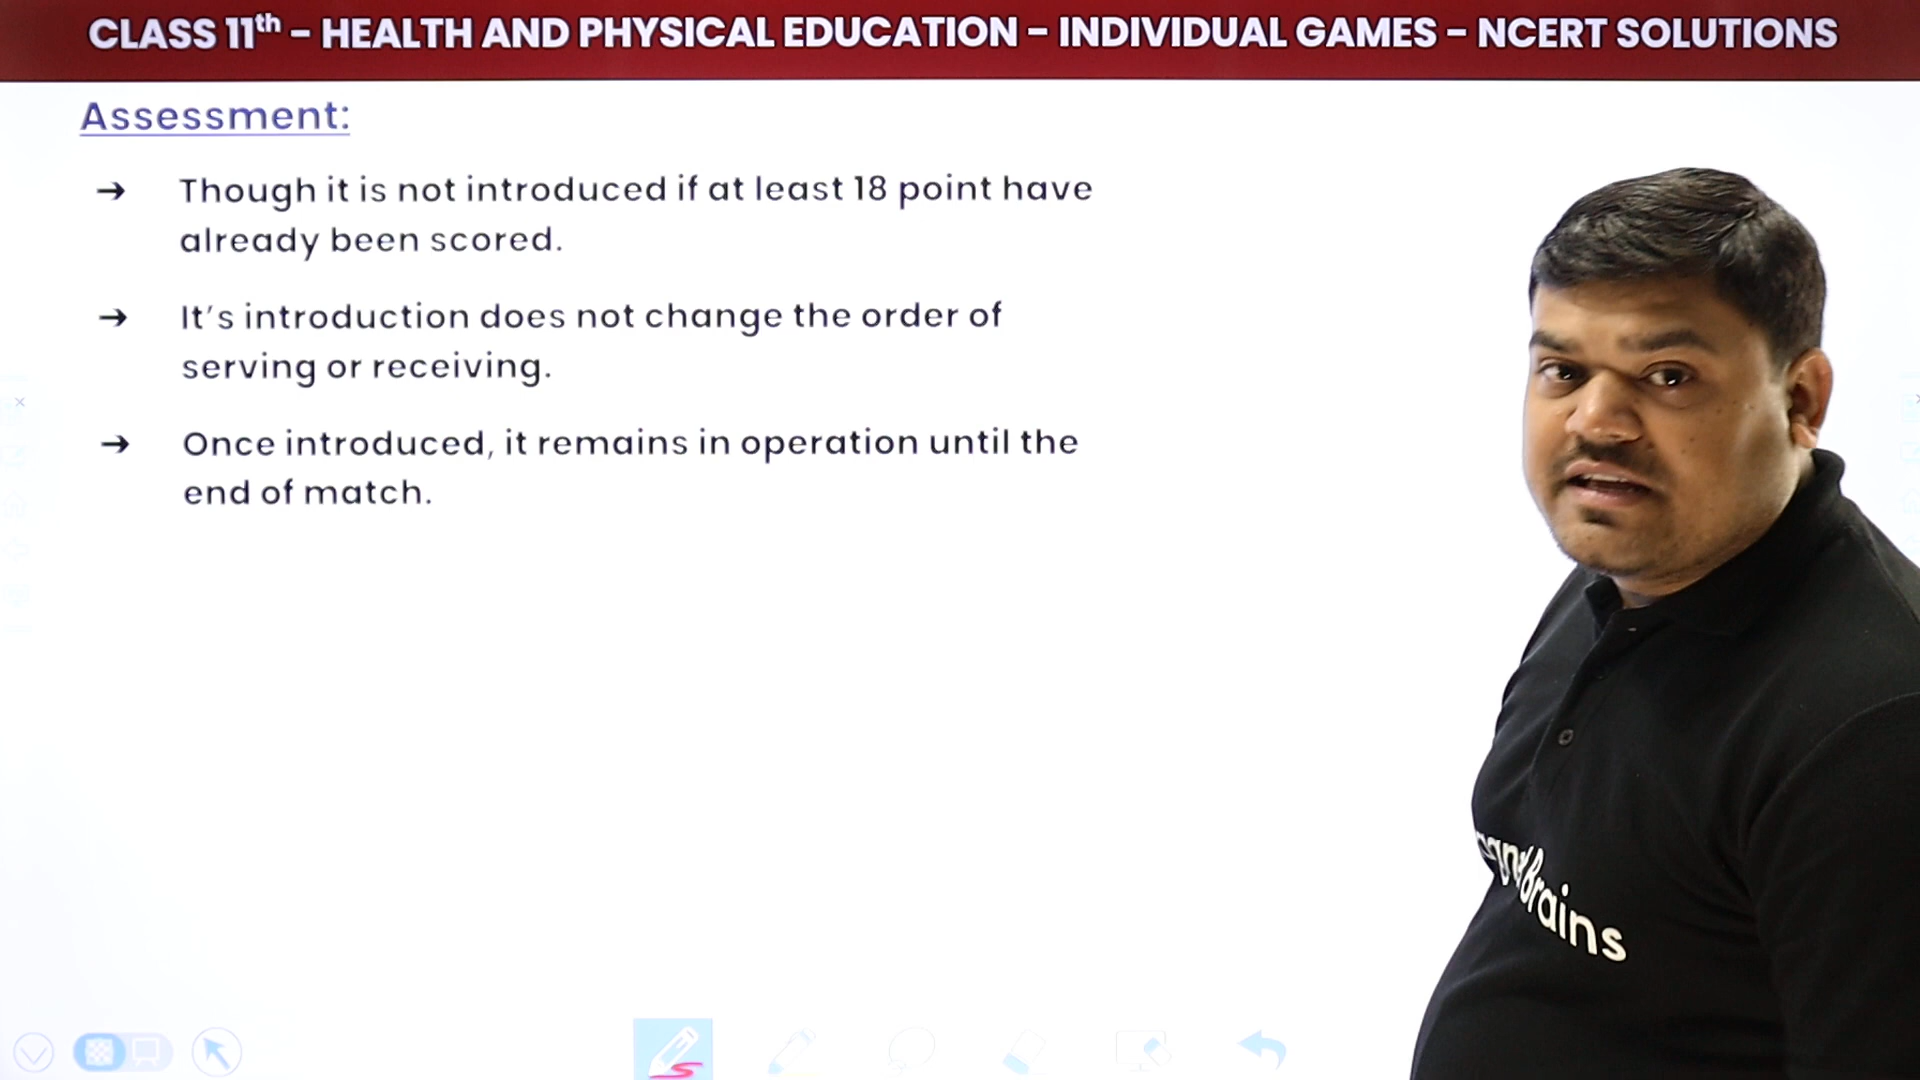 CLASS 11th – HEALTH AND PHYSICAL EDUCATION – INDIVIDUAL GAMES – NCERT SOLUTIONS
Assessment:
→ Though it is not introduced if at least 18 point have
already been scored.
→ It’s introduction does not change the order of
serving or receiving.
→ Once introduced, it remains in operation until the
end of match.
Brains